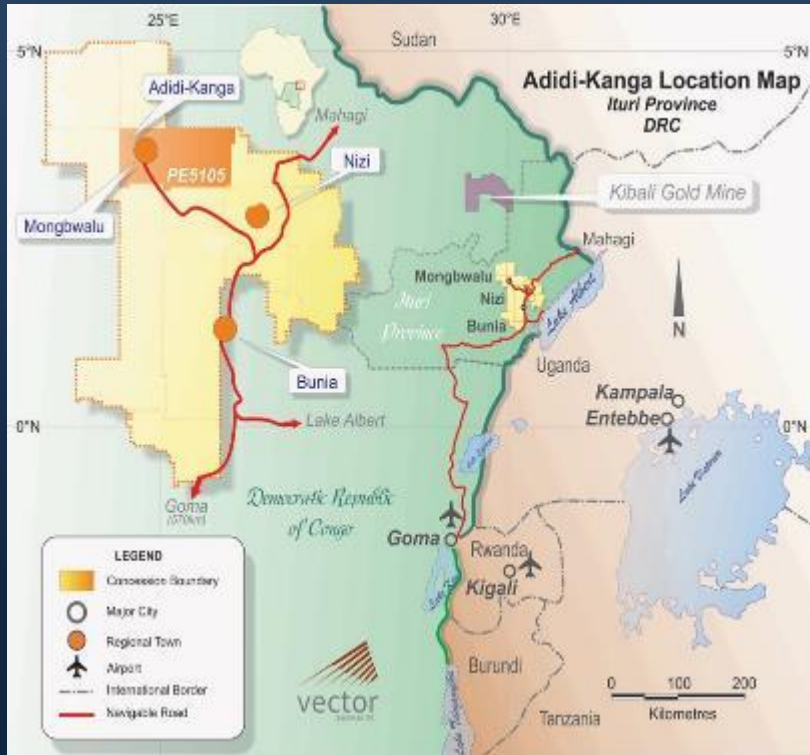 25°E
30°E
5°N
5°N
Sudan
Adidi-Kanga Location Map
Ituri Province
DRC
Adidi-Kanga
Mahagi
PE5105
Nizi
Mongbwalu
Kibali Gold Mine
Mahagi
Mongbwalu
Nizi
Bunia
Ituri
Province
Lake Albert
N
Uganda
Bunia
Kampala
Entebbe
Lake Albert
0°N
0°N
Goma
(570km)
Democratic Republic
of Congo
Goma
Rwanda
Kigali
Burundi
Tanzania
LEGEND
Concession Boundary
Major City
Regional Town
Airport
International Border
Navigable Road
vector
0
100
200
Kilometres